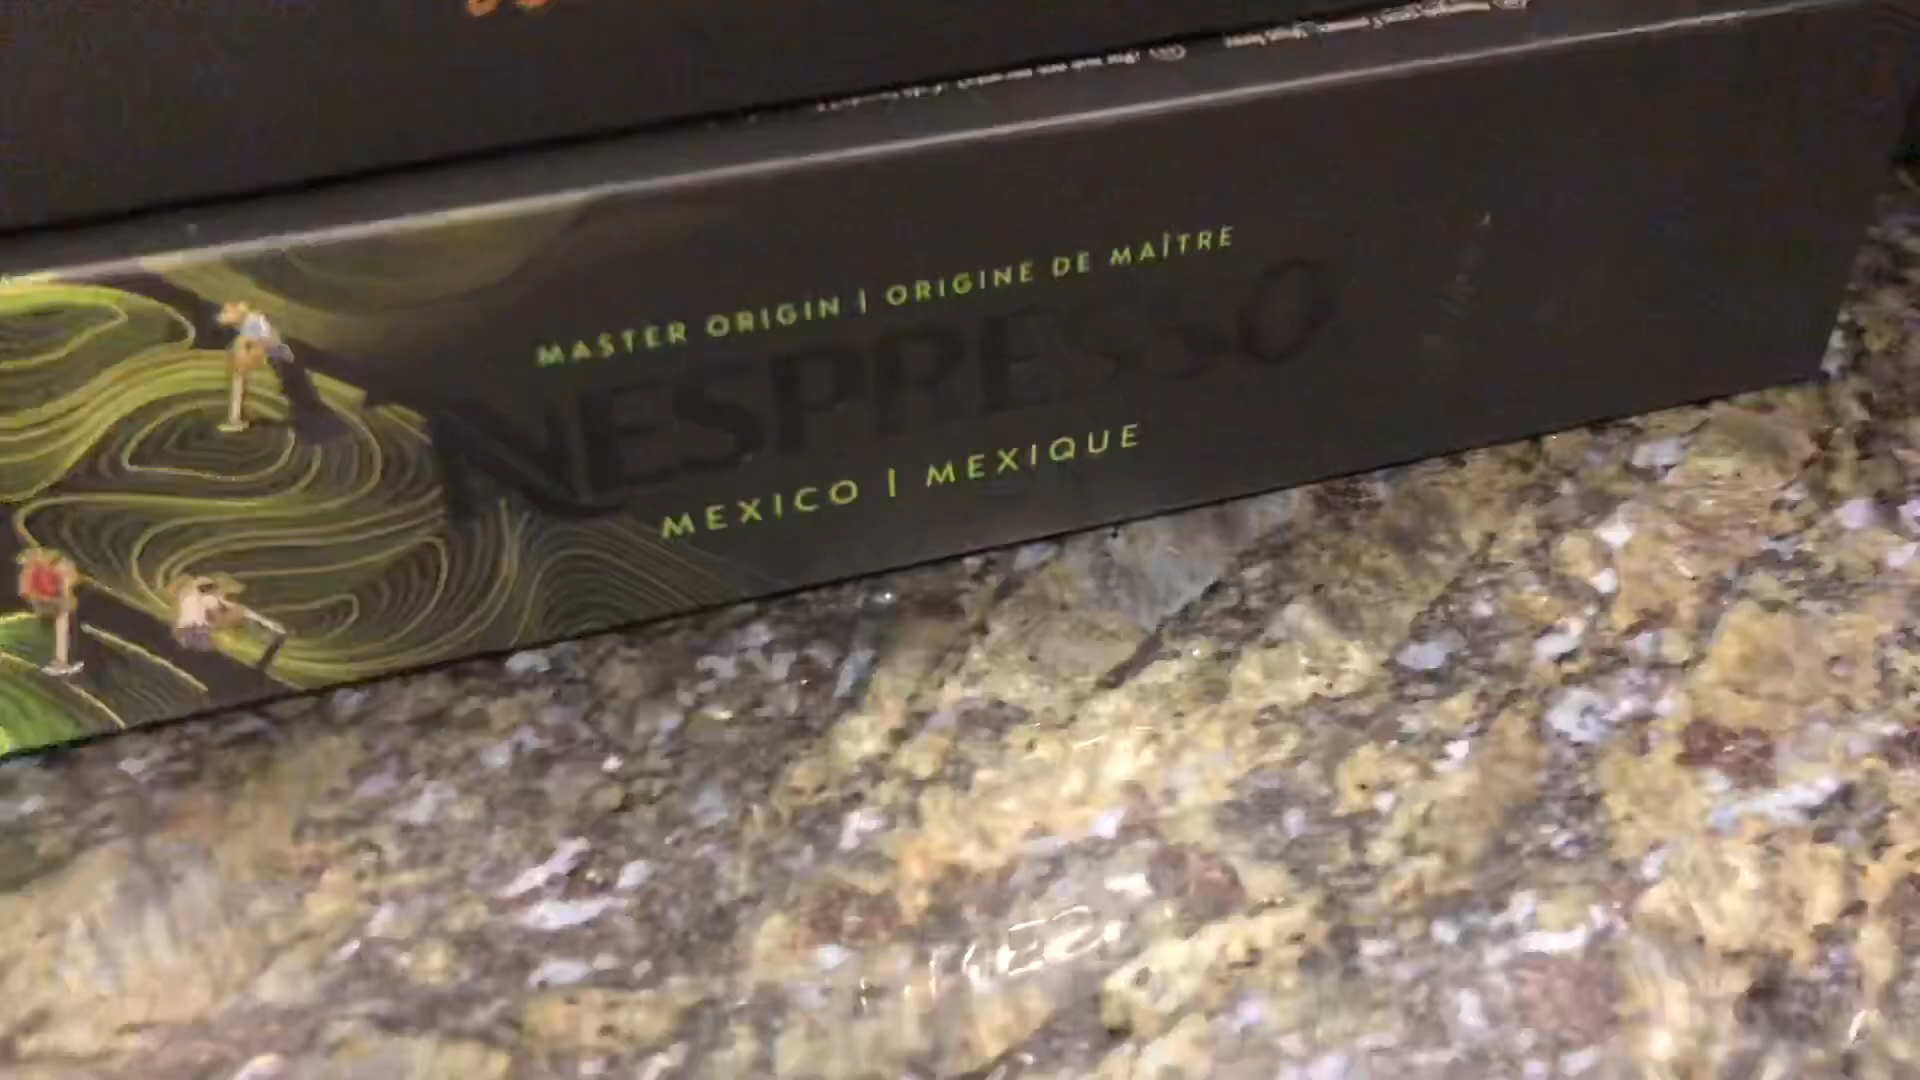 MASTER ORIGIN | ORIGINE DE MAÎTRE
NESPRESSO
MEXICO | MEXIQUE